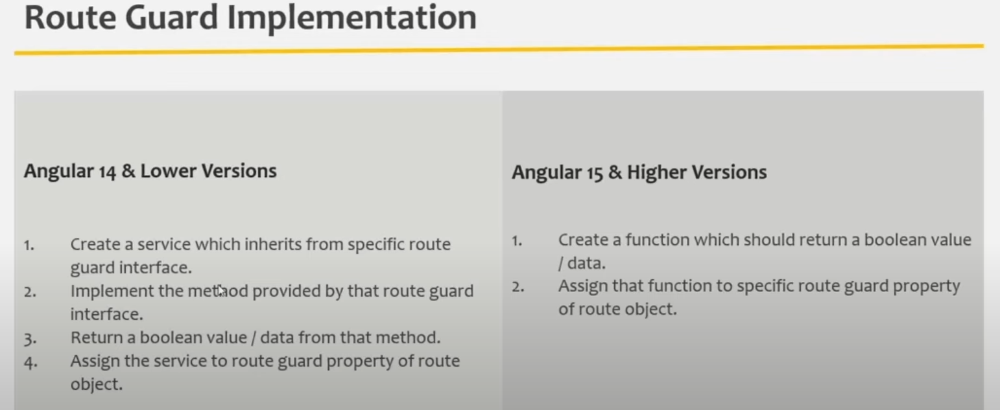 Route Guard Implementation
Angular 14 & Lower Versions
1. Create a service which inherits from specific route
guard interface.
2. Implement the method provided by that route guard
interface.
3. Return a boolean value / data from that method.
4. Assign the service to route guard property of route
object.
Angular 15 & Higher Versions
1. Create a function which should return a boolean value
/ data.
2. Assign that function to specific route guard property
of route object.